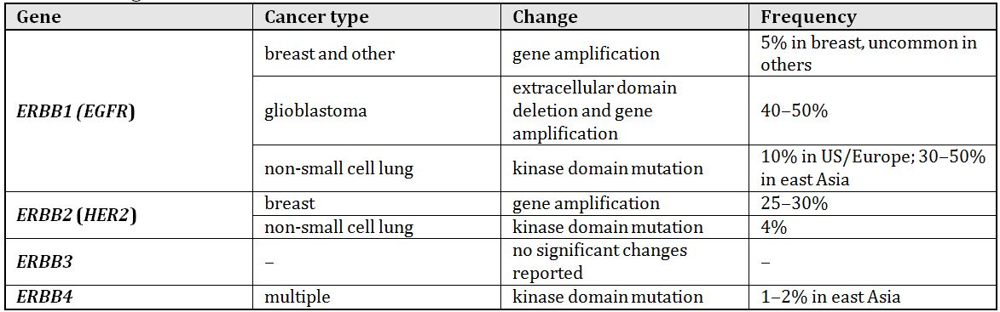 Gene Cancer type Change Frequency
ERBB1 (EGFR)
breast and other
gene amplification
5% in breast, uncommon in
others
glioblastoma
extracellular domain
deletion and gene
amplification
40–50%
non-small cell lung
kinase domain mutation
10% in US/Europe; 30–50%
in east Asia
ERBB2 (HER2)
breast
gene amplification
25–30%
non-small cell lung
kinase domain mutation
4%
ERBB3
–
no significant changes
reported
–
ERBB4
multiple
kinase domain mutation
1–2% in east Asia